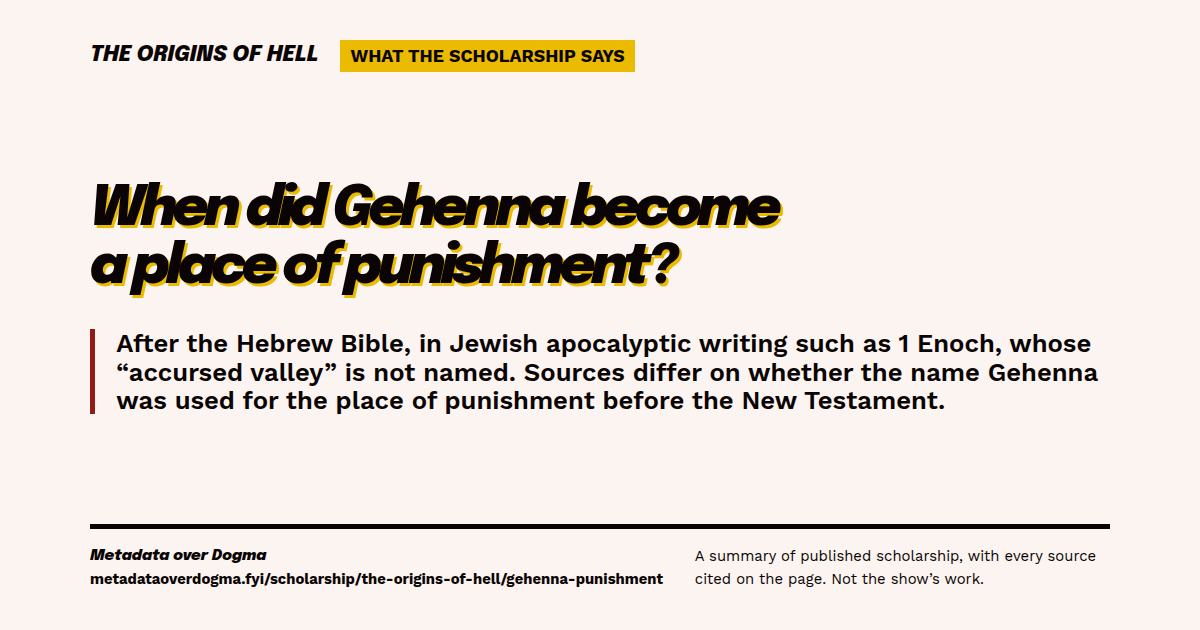 THE ORIGINS OF HELL
WHAT THE SCHOLARSHIP SAYS
When did Gehenna become
a place of punishment?
After the Hebrew Bible, in Jewish apocalyptic writing such as 1 Enoch, whose
“accursed valley” is not named. Sources differ on whether the name Gehenna
was used for the place of punishment before the New Testament.
Metadata over Dogma
metadataoverdogma.fyi/scholarship/the-origins-of-hell/gehenna-punishment
A summary of published scholarship, with every source
cited on the page. Not the show’s work.